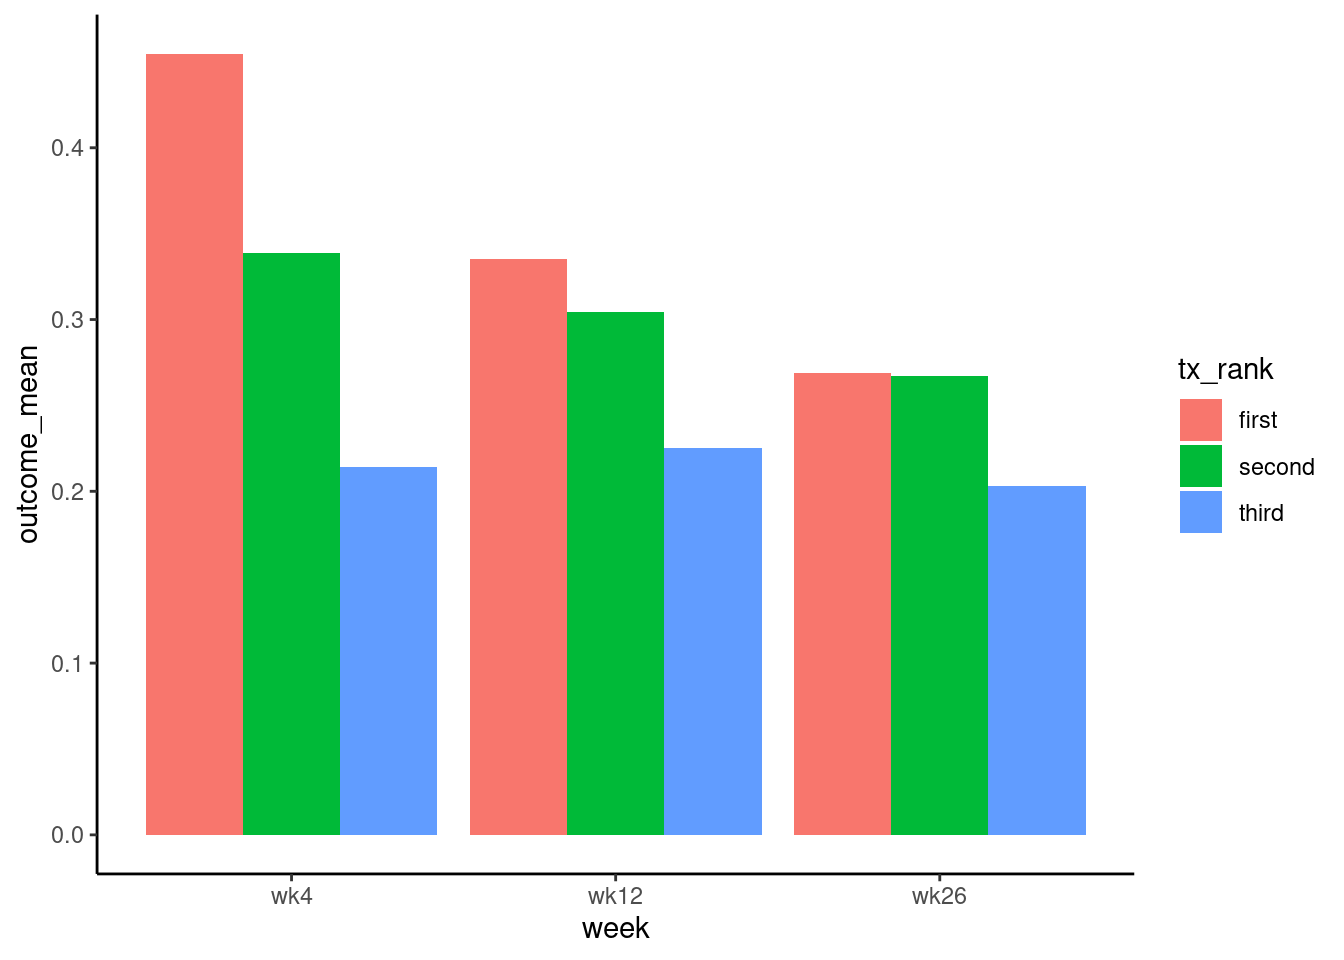 outcome_mean
0.4
0.3
0.2
0.1
0.0
wk4
wk12
wk26
week
tx_rank
first
second
third